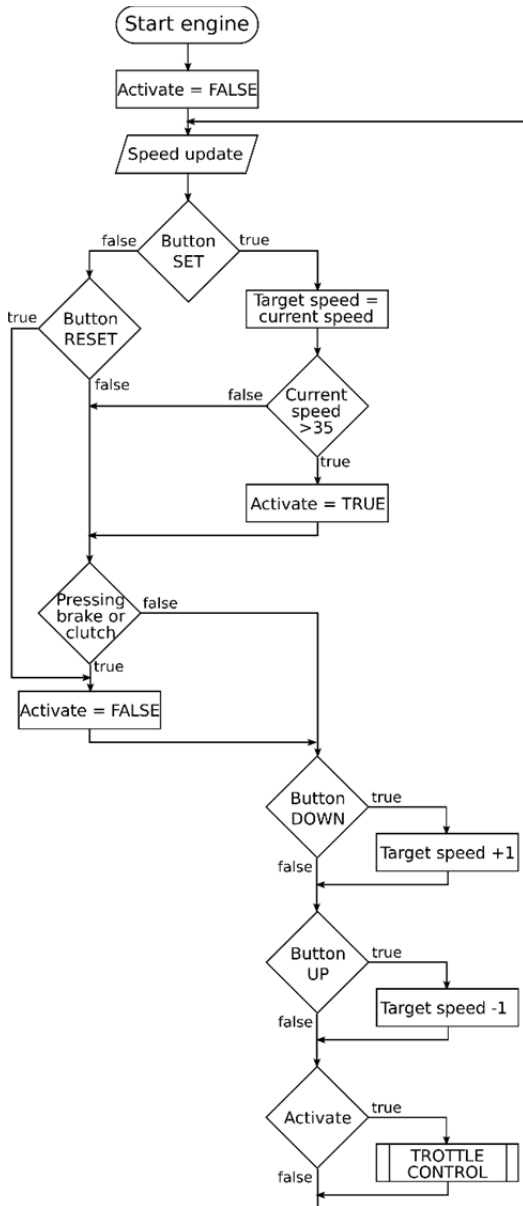 Start engine
Activate = FALSE
Speed update
false
Button
SET
true
true
Button
RESET
Target speed =
current speed
false
false
Current
speed
>35
true
Activate = TRUE
Pressing
brake or
clutch
false
true
Activate = FALSE
Button
DOWN
true
Target speed +1
false
Button
UP
true
Target speed -1
false
Activate
true
TROTTLE
CONTROL
false